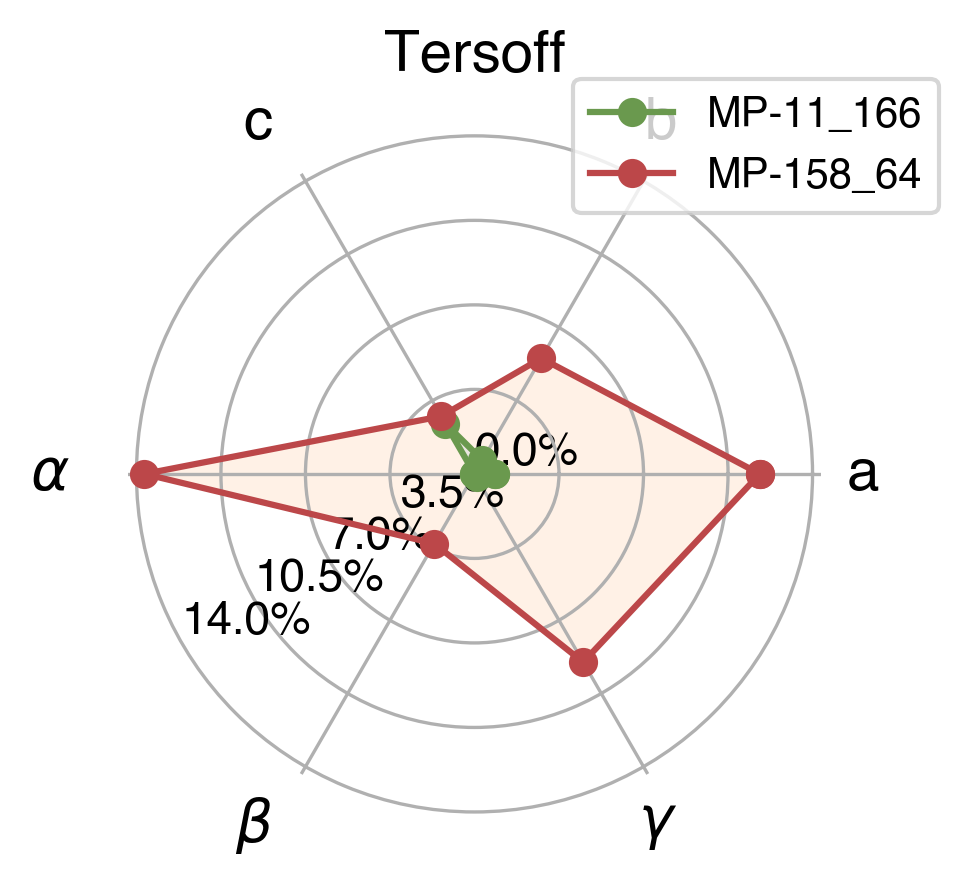 Tersoff
c
b
MP-11_166
MP-158_64
α
a
0.0%
3.5%
7.0%
10.5%
14.0%
β
γ